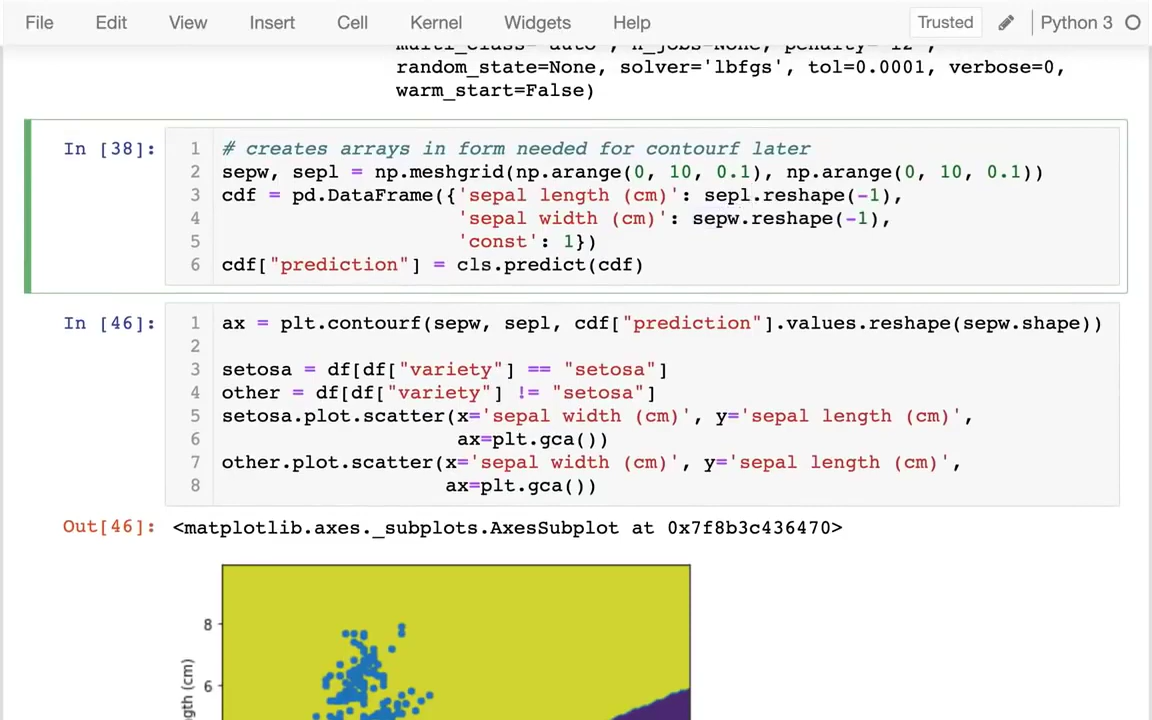 File Edit View Insert Cell Kernel Widgets Help Trusted Python 3
random_state=None, solver='lbfgs', tol=0.0001, verbose=0,
warm_start=False)
In [38]:
1 # creates arrays in form needed for contourf later
2 sepw, sepl = np.meshgrid(np.arange(0, 10, 0.1), np.arange(0, 10, 0.1))
3 cdf = pd.DataFrame({'sepal length (cm)': sepl.reshape(-1),
4 'sepal width (cm)': sepw.reshape(-1),
5 'const': 1})
6 cdf["prediction"] = cls.predict(cdf)
In [46]:
1 ax = plt.contourf(sepw, sepl, cdf["prediction"].values.reshape(sepw.shape))
2
3 setosa = df[df["variety"] == "setosa"]
4 other = df[df["variety"] != "setosa"]
5 setosa.plot.scatter(x='sepal width (cm)', y='sepal length (cm)',
6 ax=plt.gca())
7 other.plot.scatter(x='sepal width (cm)', y='sepal length (cm)',
8 ax=plt.gca())
Out[46]: <matplotlib.axes._subplots.AxesSubplot at 0x7f8b3c436470>
8
6
(cm)